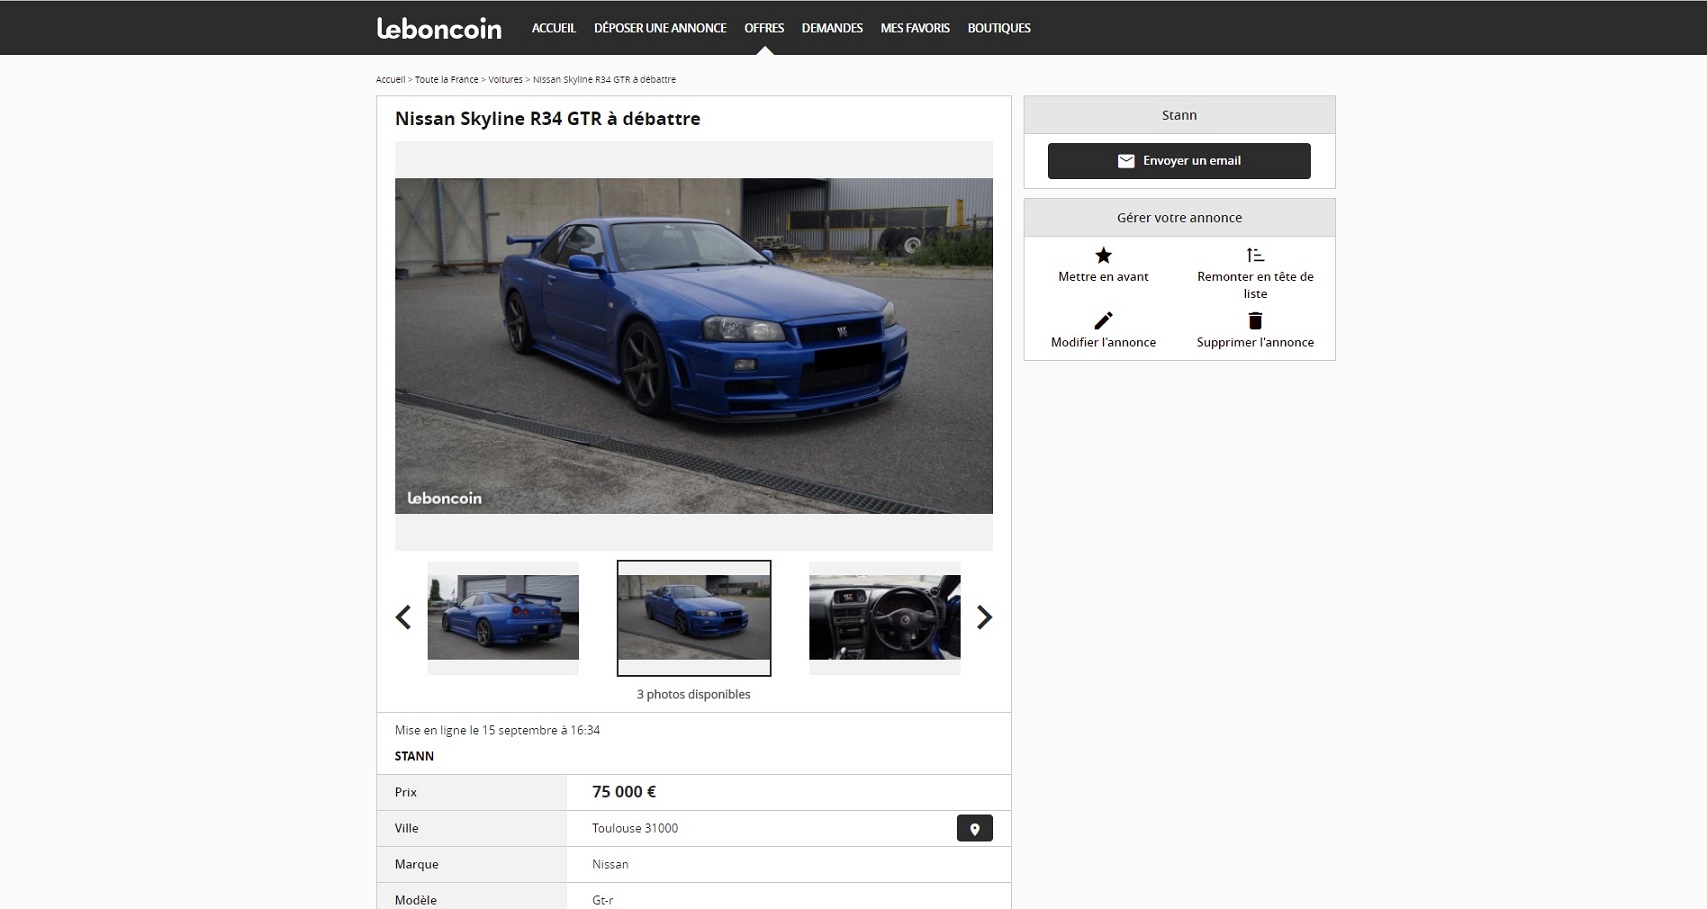 leboncoin
ACCUEIL DÉPOSER UNE ANNONCE OFFRES DEMANDES MES FAVORIS BOUTIQUES
Accueil > Toute la France > Voitures > Nissan Skyline R34 GTR à débattre
Nissan Skyline R34 GTR à débattre
leboncoin
3 photos disponibles
Mise en ligne le 15 septembre à 16:34
STANN
Prix 75 000 €
Ville Toulouse 31000
Marque Nissan
Modèle Gt-r
Stann
Envoyer un email
Gérer votre annonce
Mettre en avant
Remonter en tête de
liste
Modifier l'annonce
Supprimer l'annonce